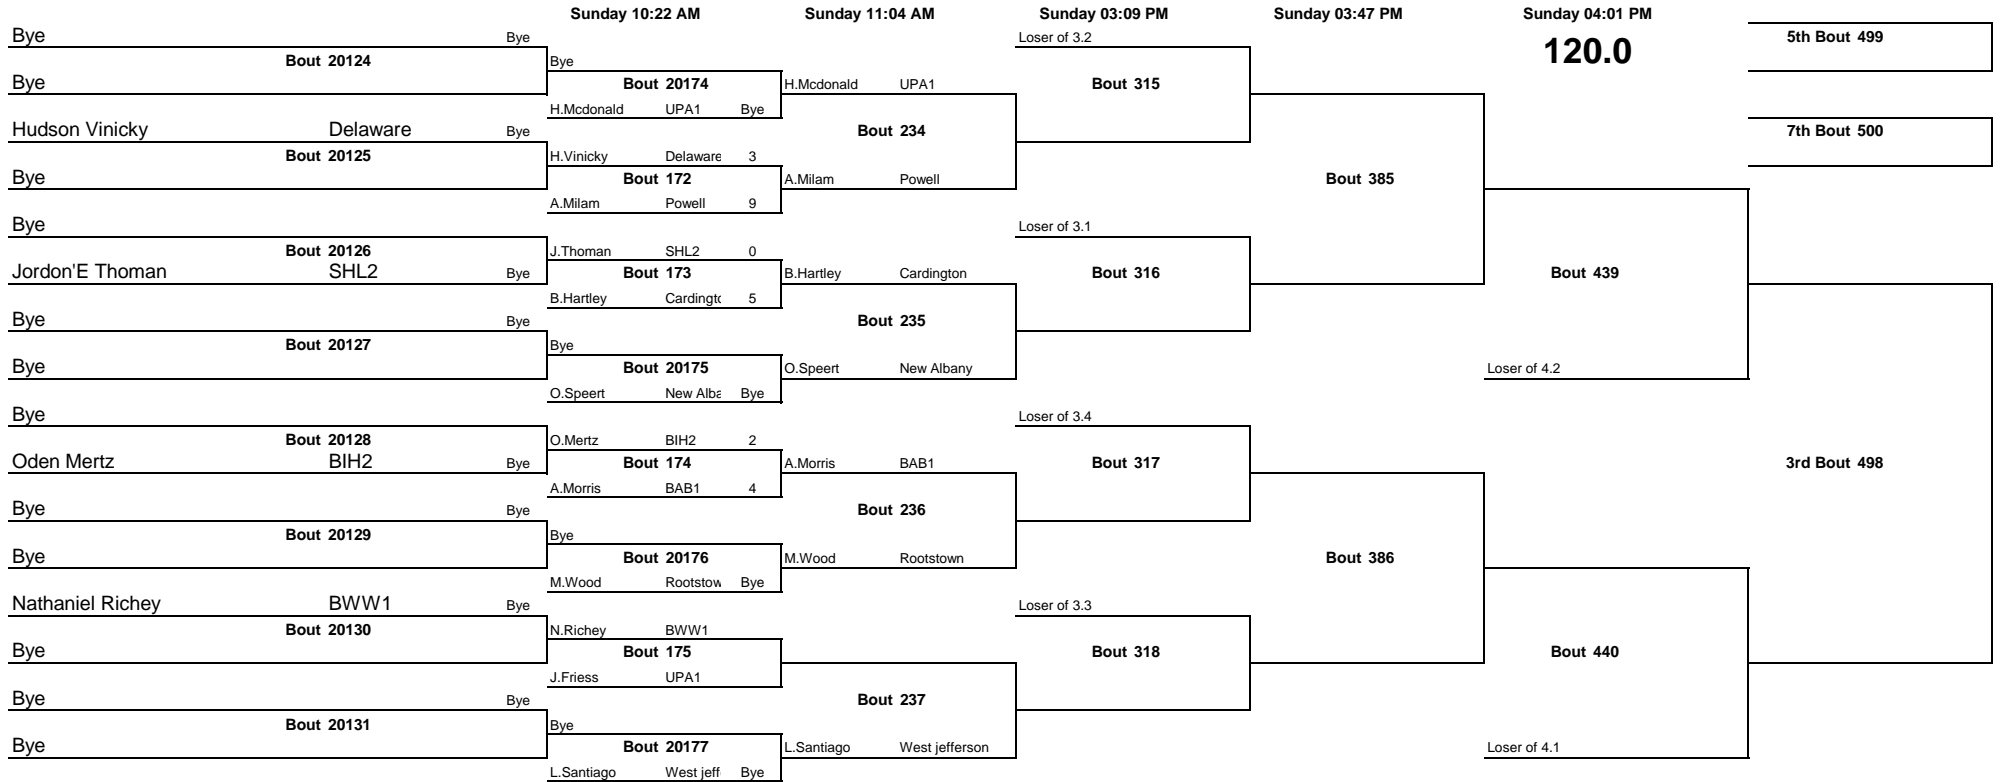 Sunday 10:22 AM Sunday 11:04 AM Sunday 03:09 PM Sunday 03:47 PM Sunday 04:01 PM
Bye Bye Loser of 3.2 120.0 5th Bout 499
Bout 20124 Bye
Bye Bout 20174 H.Mcdonald UPA1 Bout 315
H.Mcdonald UPA1 Bye
Hudson Vinicky Delaware Bye Bout 234 7th Bout 500
Bout 20125 H.Vinicky Delaware 3
Bye Bout 172 A.Milam Powell Bout 385
A.Milam Powell 9
Bye Loser of 3.1
Bout 20126 J.Thoman SHL2 0
Jordon'E Thoman SHL2 Bye Bout 173 B.Hartley Cardington Bout 316 Bout 439
B.Hartley Cardingto 5
Bye Bye Bout 235
Bout 20127 Bye
Bye Bout 20175 O.Speert New Albany Loser of 4.2
O.Speert New Alba Bye
Bye Loser of 3.4
Bout 20128 O.Mertz BIH2 2
Oden Mertz BIH2 Bye Bout 174 A.Morris BAB1 Bout 317 3rd Bout 498
A.Morris BAB1 4
Bye Bye Bout 236
Bout 20129 Bye
Bye Bout 20176 M.Wood Rootstown Bout 386
M.Wood Rootstow Bye
Nathaniel Richey BWW1 Bye Loser of 3.3
Bout 20130 N.Richey BWW1
Bye Bout 175 Bout 318 Bout 440
J.Friess UPA1
Bye Bye Bout 237
Bout 20131 Bye
Bye Bout 20177 L.Santiago West jefferson Loser of 4.1
L.Santiago West jeff Bye